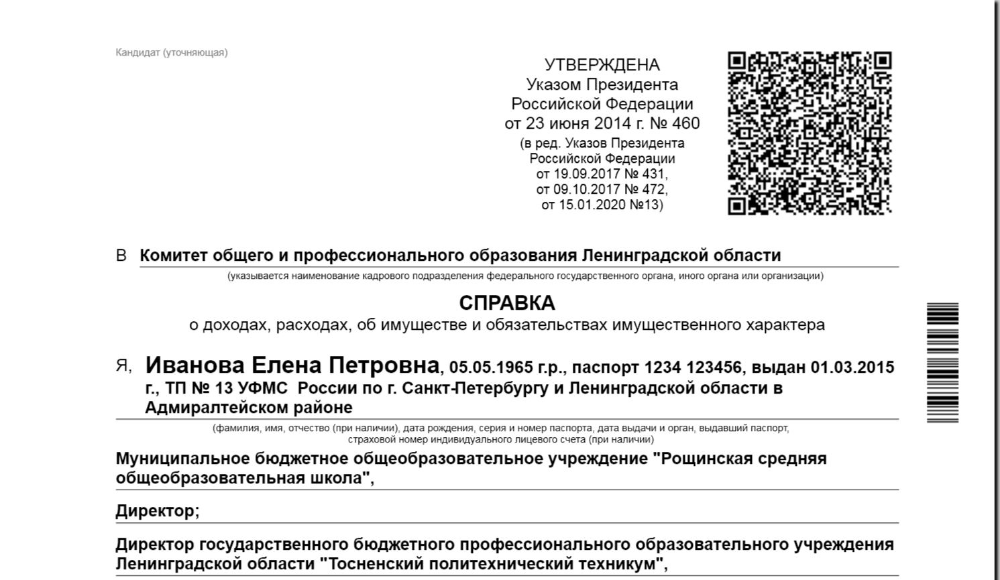 Кандидат (уточняющая)
УТВЕРЖДЕНА
Указом Президента
Российской Федерации
от 23 июня 2014 г. № 460
(в ред. Указов Президента
Российской Федерации
от 19.09.2017 № 431,
от 09.10.2017 № 472,
от 15.01.2020 №13)
В Комитет общего и профессионального образования Ленинградской области
(указывается наименование кадрового подразделения федерального государственного органа, иного органа или организации)
СПРАВКА
о доходах, расходах, об имуществе и обязательствах имущественного характера
Я, Иванова Елена Петровна, 05.05.1965 г.р., паспорт 1234 123456, выдан 01.03.2015
г., ТП № 13 УФМС России по г. Санкт-Петербургу и Ленинградской области в
Адмиралтейском районе
(фамилия, имя, отчество (при наличии), дата рождения, серия и номер паспорта, дата выдачи и орган, выдавший паспорт,
страховой номер индивидуального лицевого счета (при наличии)
Муниципальное бюджетное общеобразовательное учреждение "Рощинская средняя
общеобразовательная школа",
Директор;
Директор государственного бюджетного профессионального образовательного учреждения
Ленинградской области "Тосненский политехнический техникум",